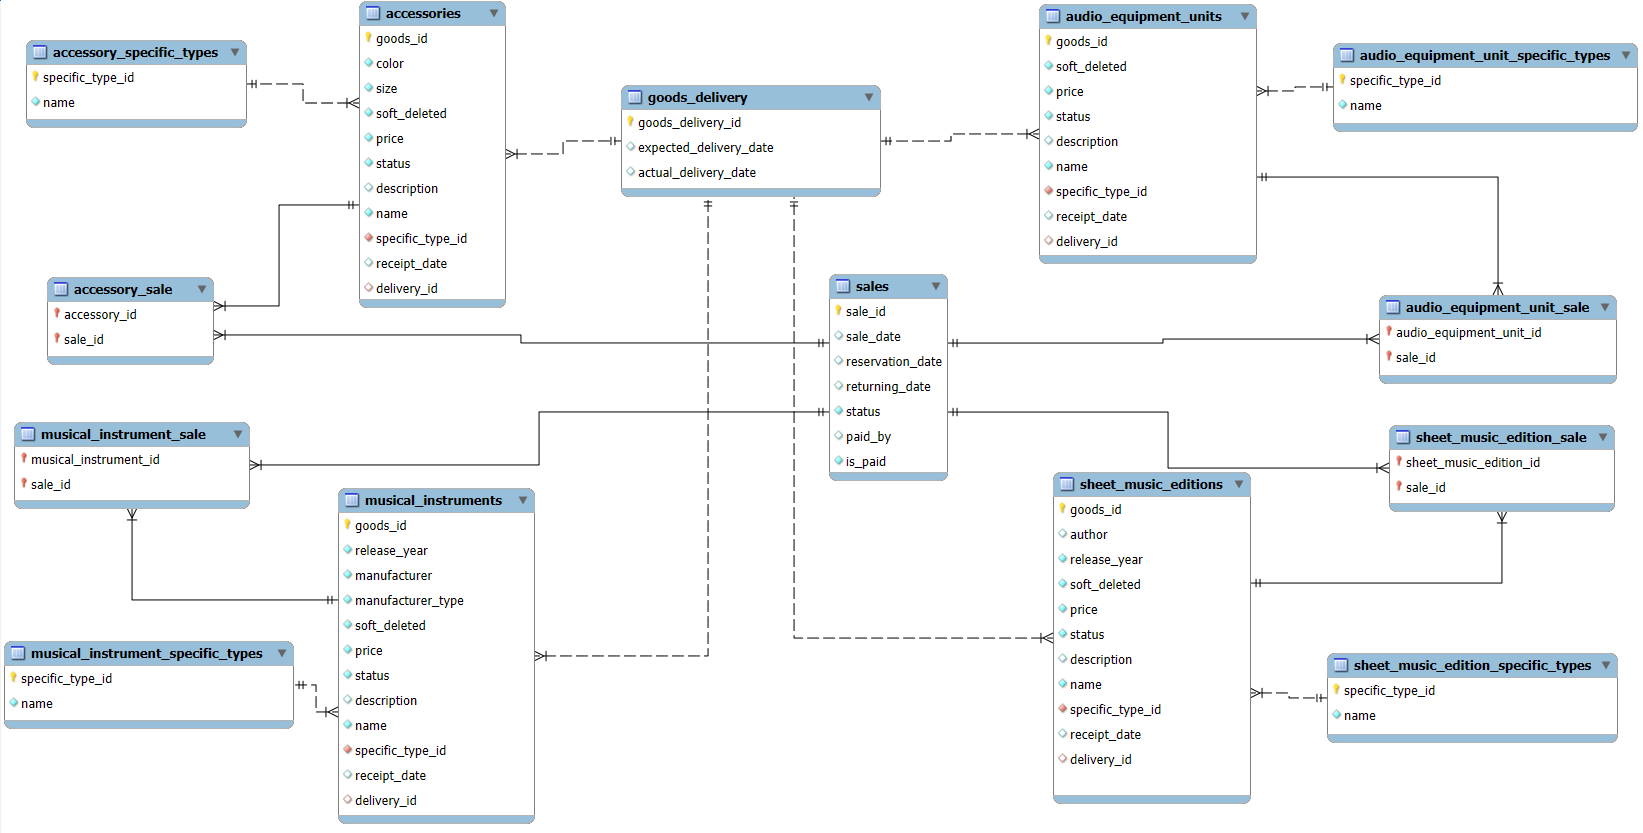 accessory_specific_types
specific_type_id
name
accessories
goods_id
color
size
soft_deleted
price
status
description
name
specific_type_id
receipt_date
delivery_id
goods_delivery
goods_delivery_id
expected_delivery_date
actual_delivery_date
audio_equipment_units
goods_id
soft_deleted
price
status
description
name
specific_type_id
receipt_date
delivery_id
audio_equipment_unit_specific_types
specific_type_id
name
accessory_sale
accessory_id
sale_id
sales
sale_id
sale_date
reservation_date
returning_date
status
paid_by
is_paid
audio_equipment_unit_sale
audio_equipment_unit_id
sale_id
musical_instrument_sale
musical_instrument_id
sale_id
musical_instruments
goods_id
release_year
manufacturer
manufacturer_type
soft_deleted
price
status
description
name
specific_type_id
receipt_date
delivery_id
sheet_music_editions
goods_id
author
release_year
soft_deleted
price
status
description
name
specific_type_id
receipt_date
delivery_id
sheet_music_edition_sale
sheet_music_edition_id
sale_id
musical_instrument_specific_types
specific_type_id
name
sheet_music_edition_specific_types
specific_type_id
name